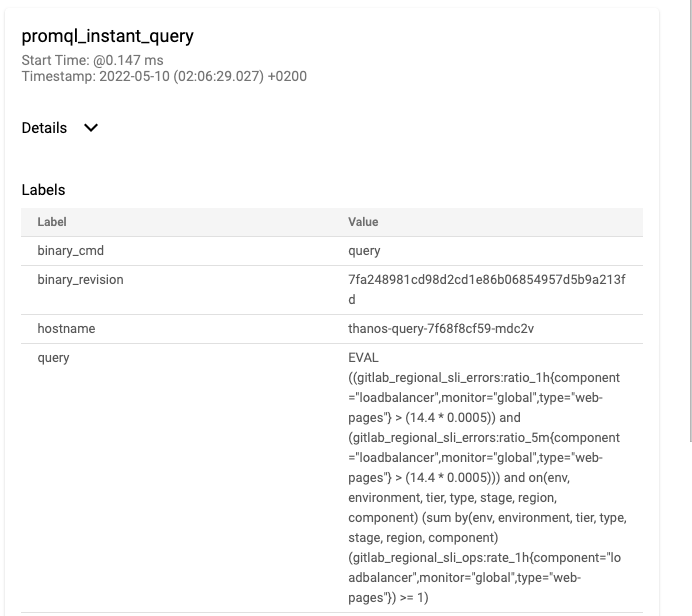 promql_instant_query
Start Time: @0.147 ms
Timestamp: 2022-05-10 (02:06:29.027) +0200
Details
Labels
Label Value
binary_cmd query
binary_revision 7fa248981cd98d2cd1e86b06854957d5b9a213f
d
hostname thanos-query-7f68f8cf59-mdc2v
query EVAL
((gitlab_regional_sli_errors:ratio_1h{component
="loadbalancer",monitor="global",type="web-
pages"} > (14.4 * 0.0005)) and
(gitlab_regional_sli_errors:ratio_5m{component
="loadbalancer",monitor="global",type="web-
pages"} > (14.4 * 0.0005))) and on(env,
environment, tier, type, stage, region,
component) (sum by(env, environment, tier, type,
stage, region, component)
(gitlab_regional_sli_ops:rate_1h{component="lo
adbalancer",monitor="global",type="web-
pages"}) >= 1)